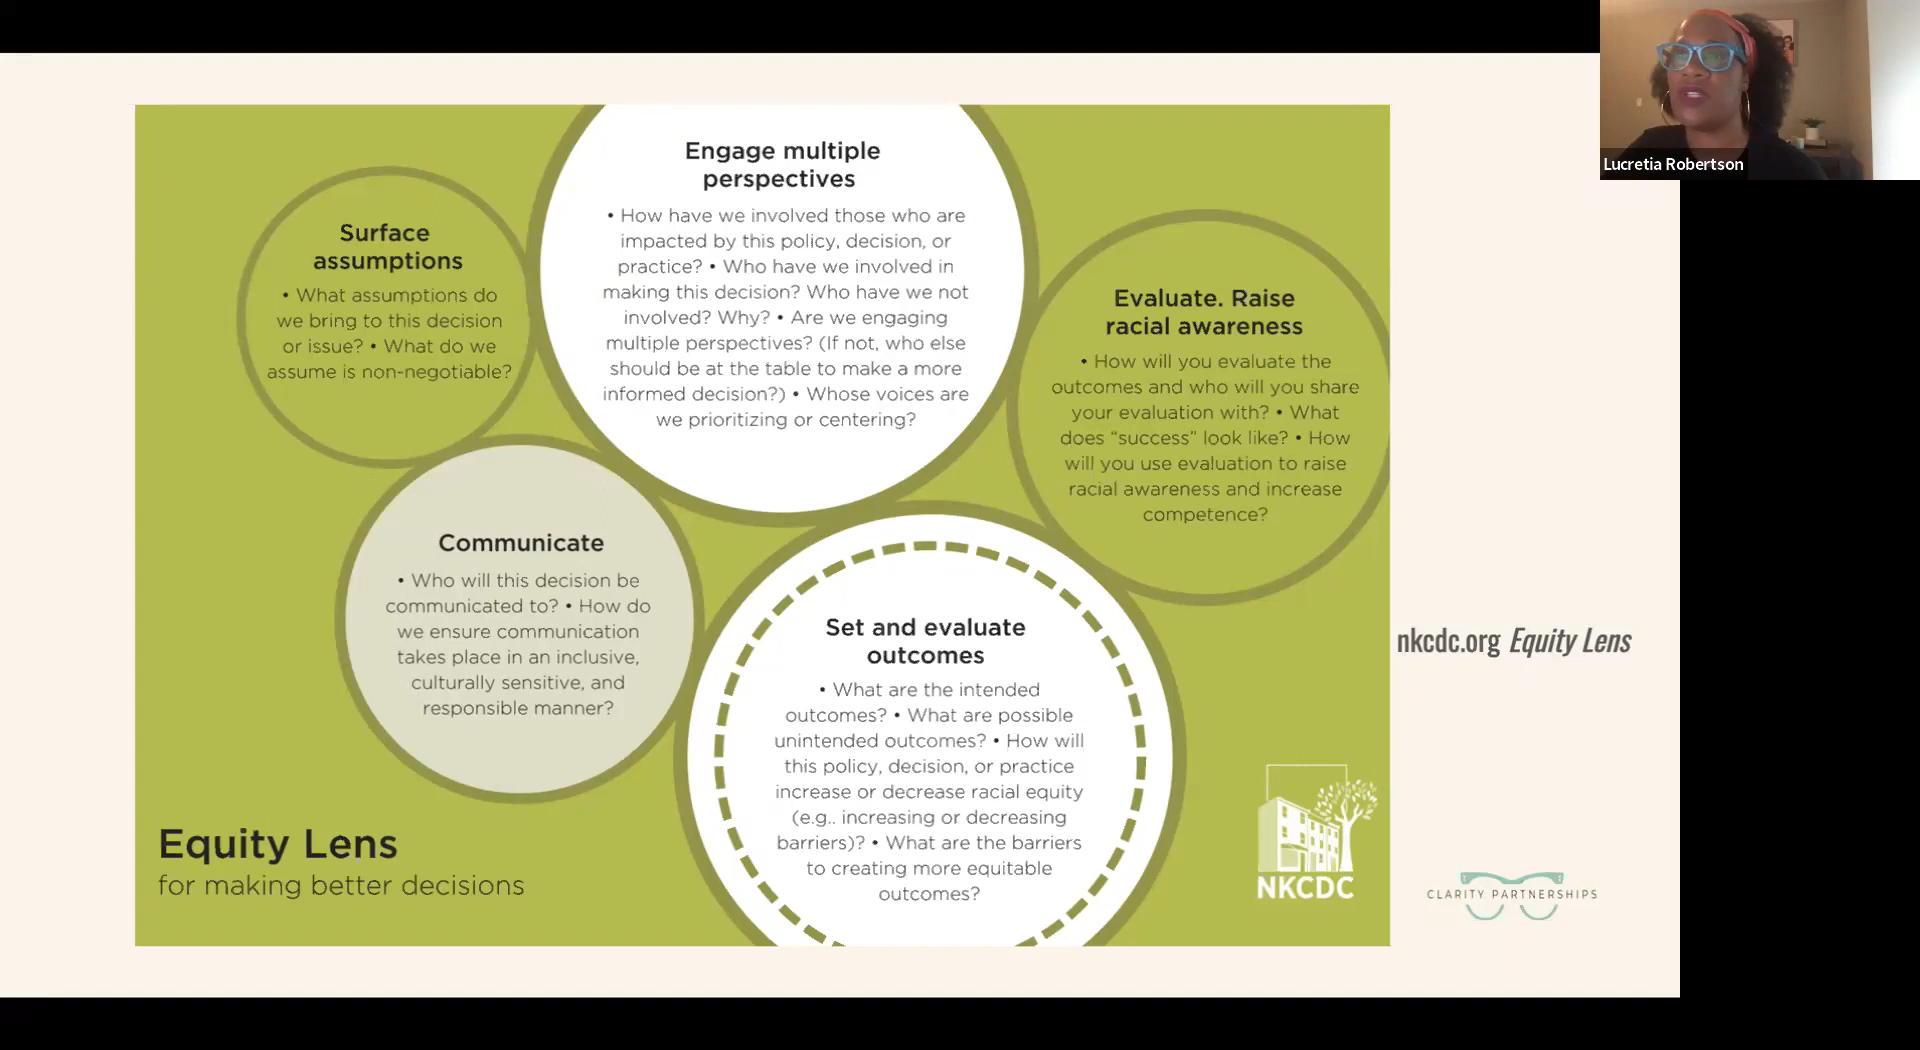 Engage multiple
perspectives
• How have we involved those who are
impacted by this policy, decision, or
practice? • Who have we involved in
making this decision? Who have we not
involved? Why? • Are we engaging
multiple perspectives? (If not, who else
should be at the table to make a more
informed decision?) • Whose voices are
we prioritizing or centering?
Surface
assumptions
• What assumptions do
we bring to this decision
or issue? • What do we
assume is non-negotiable?
Evaluate. Raise
racial awareness
• How will you evaluate the
outcomes and who will you share
your evaluation with? • What
does “success” look like? • How
will you use evaluation to raise
racial awareness and increase
competence?
Communicate
• Who will this decision be
communicated to? • How do
we ensure communication
takes place in an inclusive,
culturally sensitive, and
responsible manner?
Set and evaluate
outcomes
• What are the intended
outcomes? • What are possible
unintended outcomes? • How will
this policy, decision, or practice
increase or decrease racial equity
(e.g.. increasing or decreasing
barriers)? • What are the barriers
to creating more equitable
outcomes?
Equity Lens
for making better decisions
NKCDC
nkcdc.org Equity Lens
CLARITY PARTNERSHIPS
Lucretia Robertson